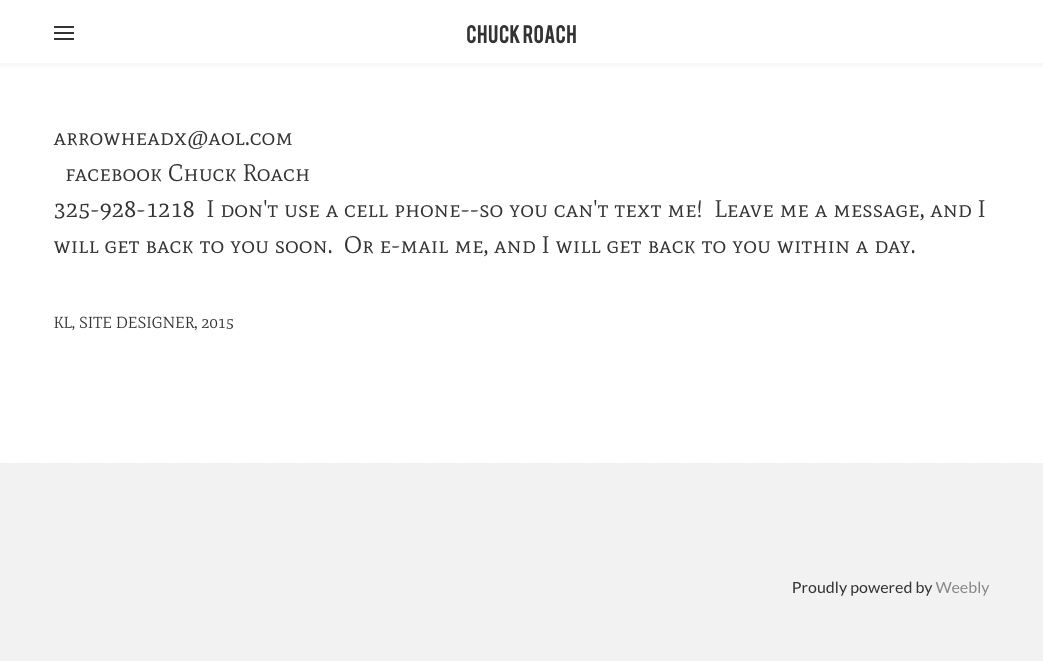 CHUCK ROACH
arrowheadx@aol.com
facebook Chuck Roach
325-928-1218  I don't use a cell phone--so you can't text me!  Leave me a message, and I
will get back to you soon.  Or e-mail me, and I will get back to you within a day.
KL, SITE DESIGNER, 2015
Proudly powered by Weebly